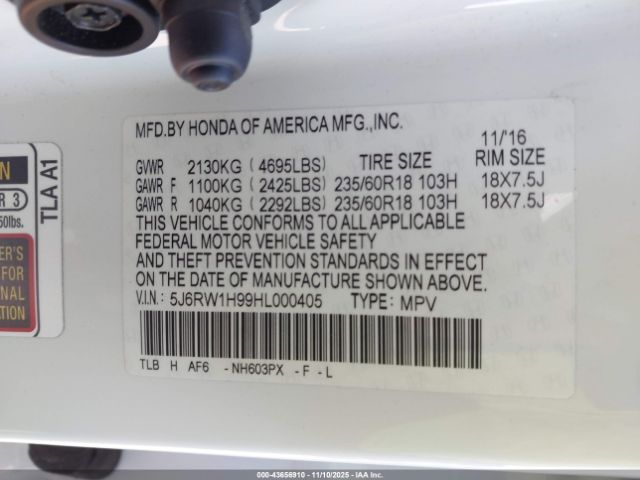 MFD.BY HONDA OF AMERICA MFG.,INC.
11/16
GVWR 2130KG ( 4695LBS) TIRE SIZE RIM SIZE
GAWR F 1100KG ( 2425LBS) 235/60R18 103H 18X7.5J
GAWR R 1040KG ( 2292LBS) 235/60R18 103H 18X7.5J
THIS VEHICLE CONFORMS TO ALL APPLICABLE
FEDERAL MOTOR VEHICLE SAFETY
AND THEFT PREVENTION STANDARDS IN EFFECT
ON THE DATE OF MANUFACTURE SHOWN ABOVE.
V.I.N.: 5J6RW1H99HL000405 TYPE: MPV
TLB H AF6 -NH603PX -F -L
TLA A1
R 3
50lbs.
FOR
000-43656910 - 11/10/2025 - IAA Inc.